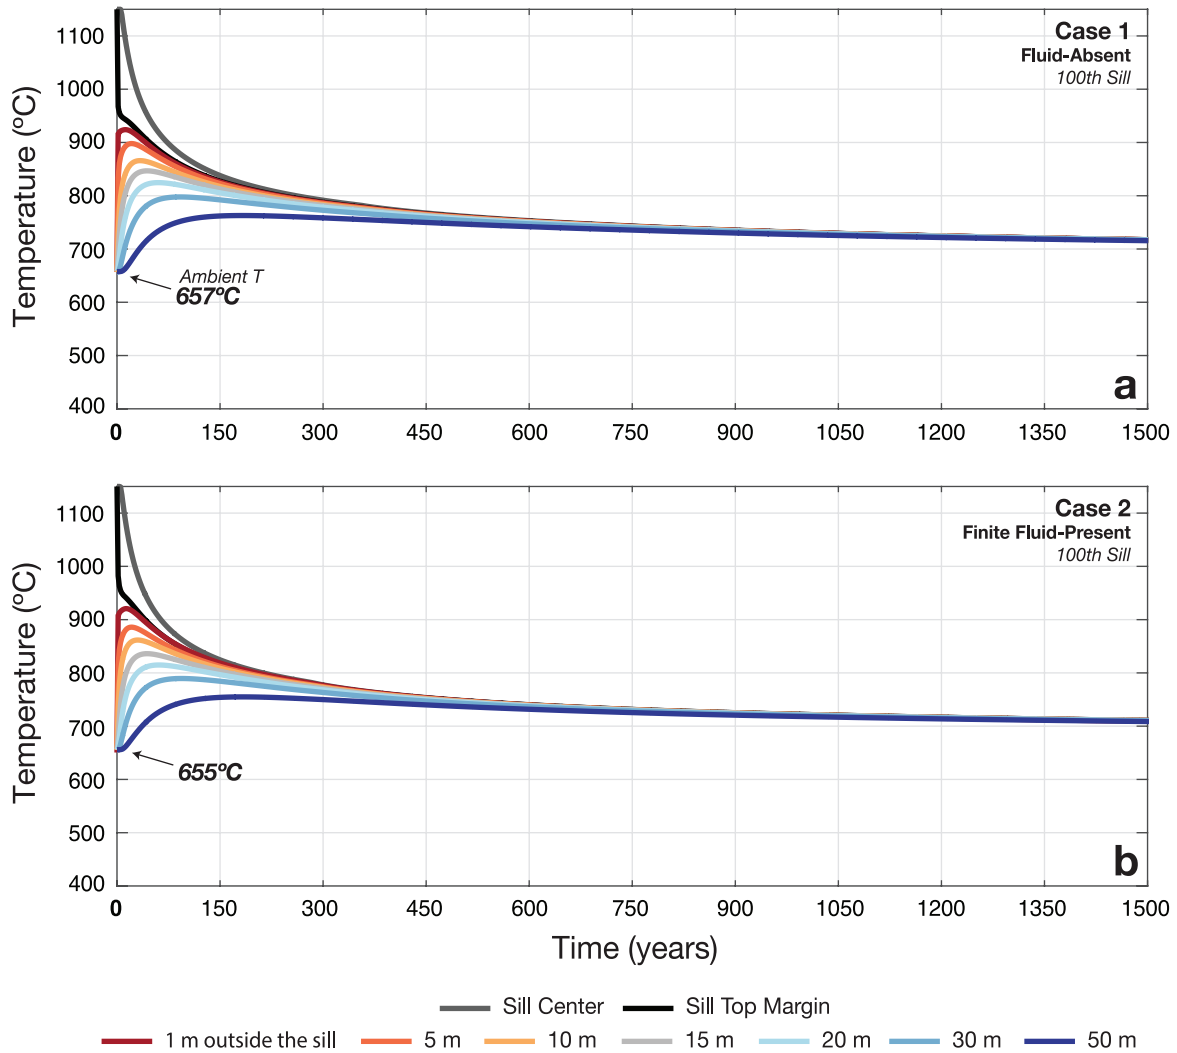 1100
1000
900
800
700
600
500
400
Temperature (ºC)
Case 1
Fluid-Absent
100th Sill
Ambient T
657ºC
a
0 150 300 450 600 750 900 1050 1200 1350 1500
1100
1000
900
800
700
600
500
400
Temperature (ºC)
Case 2
Finite Fluid-Present
100th Sill
655ºC
b
0 150 300 450 600 750 900 1050 1200 1350 1500
Time (years)
Sill Center Sill Top Margin
1 m outside the sill 5 m 10 m 15 m 20 m 30 m 50 m